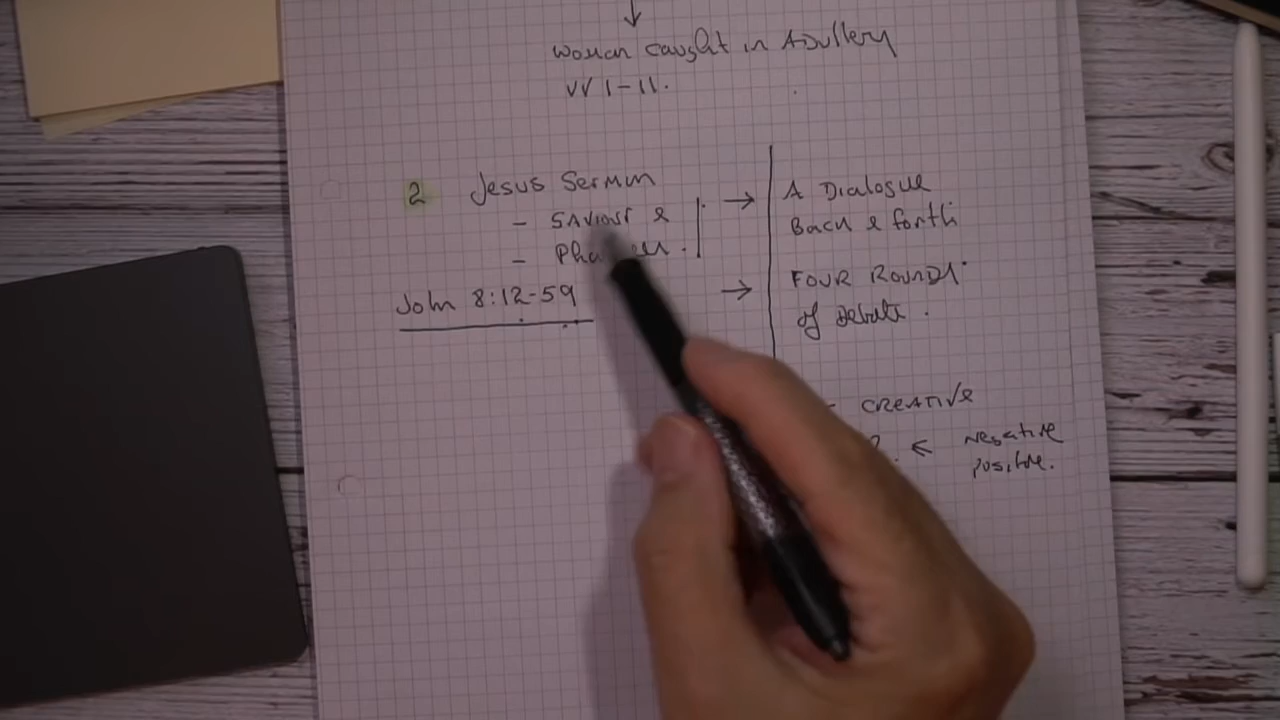 Woman caught in Adultery
VV 1-11.
2 Jesus Sermon
- Saviour &
-
John 8:12-59
→ A Dialogue
Back & forth
→ FOUR ROUNDS
of Debate.
- CREATIVE
← Negative
positive.